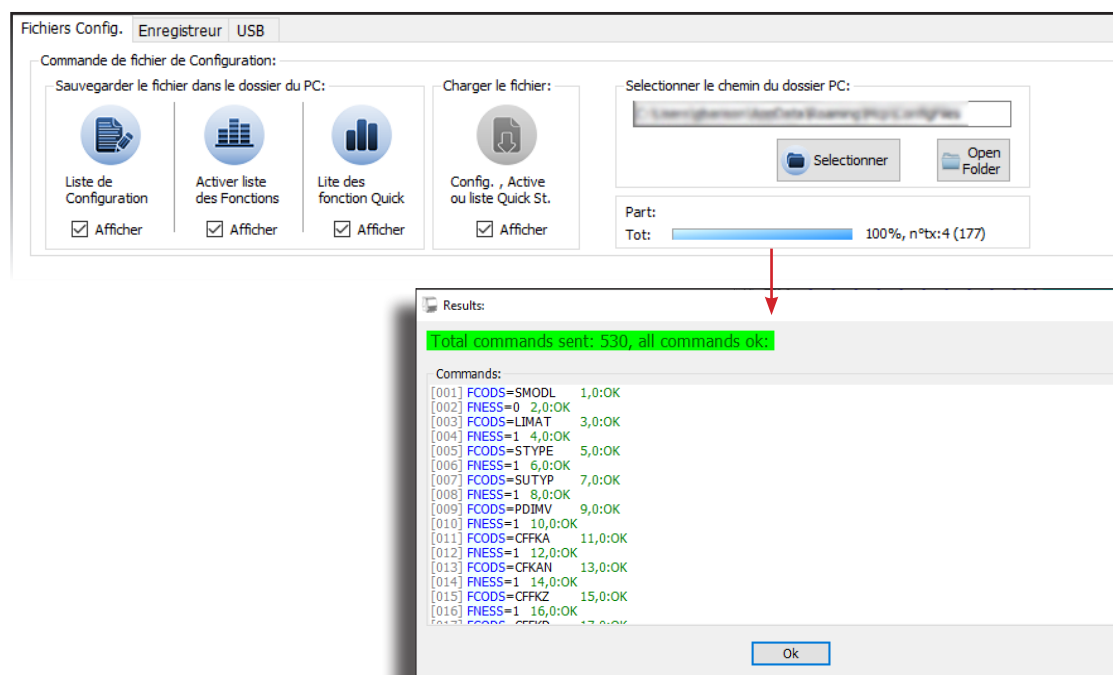 Fichiers Config. Enregistreur USB
Commande de fichier de Configuration:
Sauvegarder le fichier dans le dossier du PC:
Liste de
Configuration
Afficher
Activer liste
des Fonctions
Afficher
Lite des
fonction Quick
Afficher
Charger le fichier:
Config. , Active
ou liste Quick St.
Afficher
Selectionner le chemin du dossier PC:
Selectionner
Open
Folder
Part:
Tot: 100%, n°tx:4 (177)
Results:
Total commands sent: 530, all commands ok:
Commands:
[001] FCODS=SMODL 1,0:OK
[002] FNESS=0 2,0:OK
[003] FCODS=LIMAT 3,0:OK
[004] FNESS=1 4,0:OK
[005] FCODS=STYPE 5,0:OK
[006] FNESS=1 6,0:OK
[007] FCODS=SUTYP 7,0:OK
[008] FNESS=1 8,0:OK
[009] FCODS=PDIMV 9,0:OK
[010] FNESS=1 10,0:OK
[011] FCODS=CFFKA 11,0:OK
[012] FNESS=1 12,0:OK
[013] FCODS=CFKAN 13,0:OK
[014] FNESS=1 14,0:OK
[015] FCODS=CFFKZ 15,0:OK
[016] FNESS=1 16,0:OK
Ok